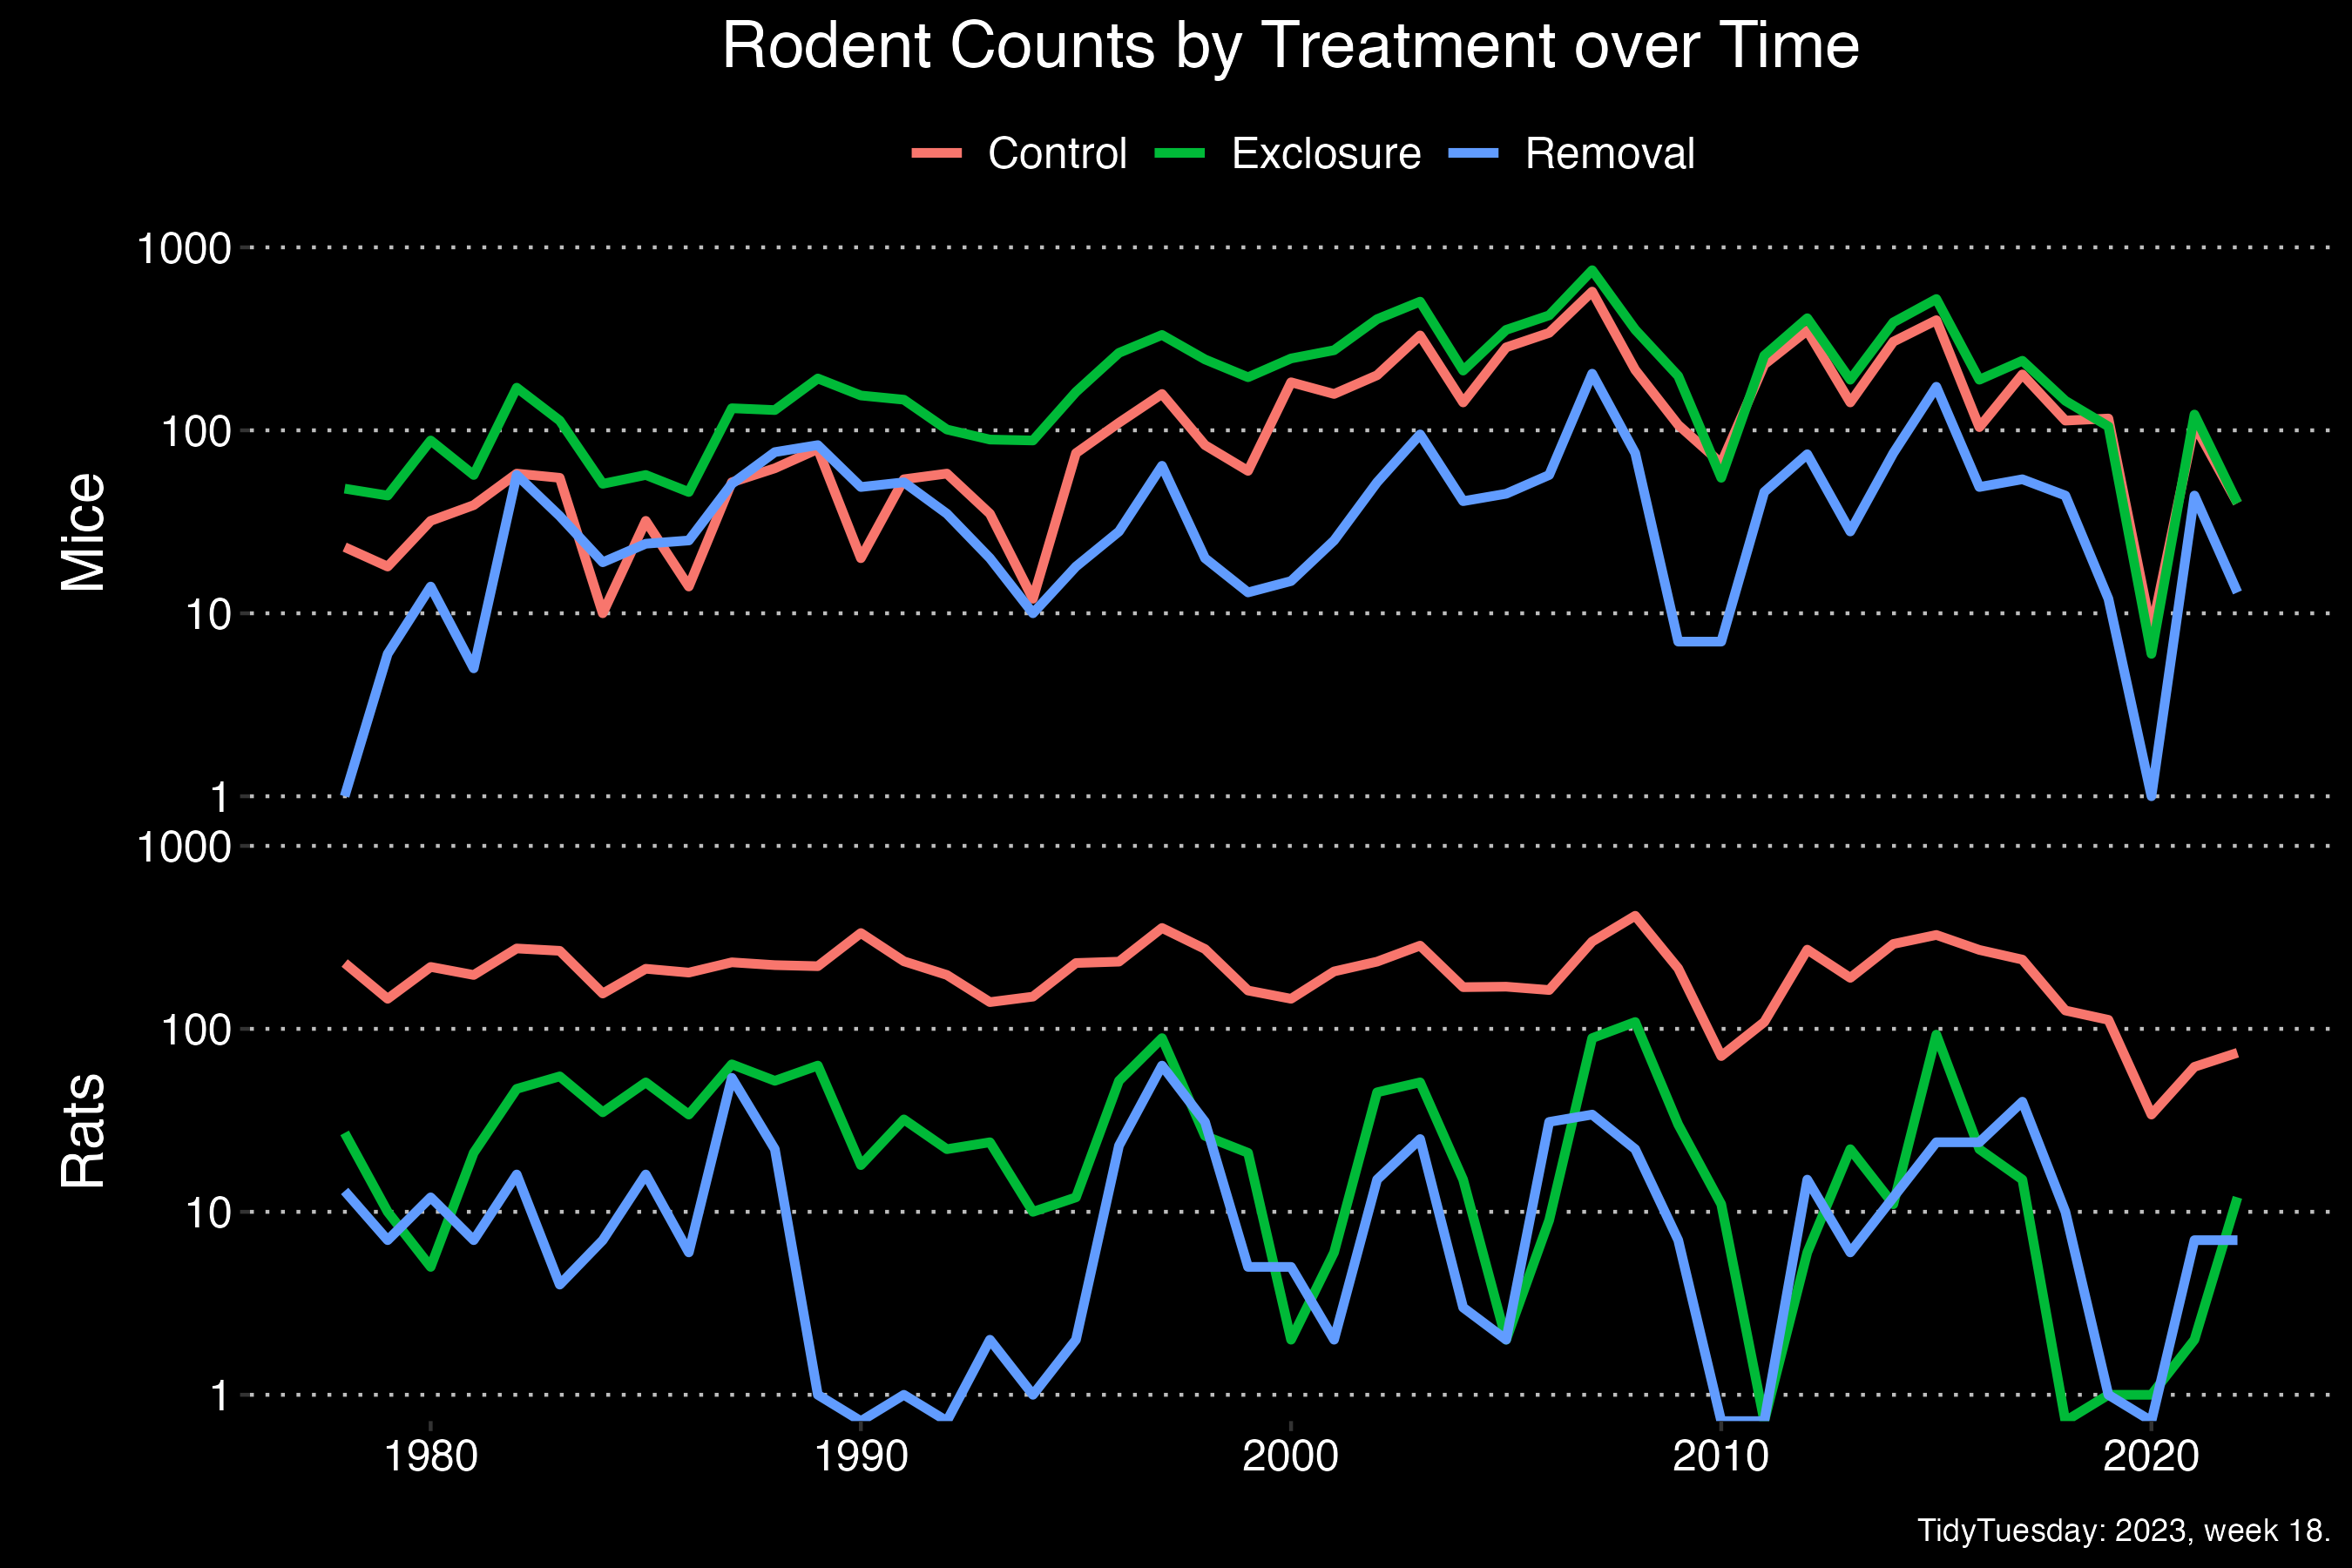 Rodent Counts by Treatment over Time
Control Exclosure Removal
Mice
1000
100
10
1
Rats
1000
100
10
1
1980 1990 2000 2010 2020
TidyTuesday: 2023, week 18.